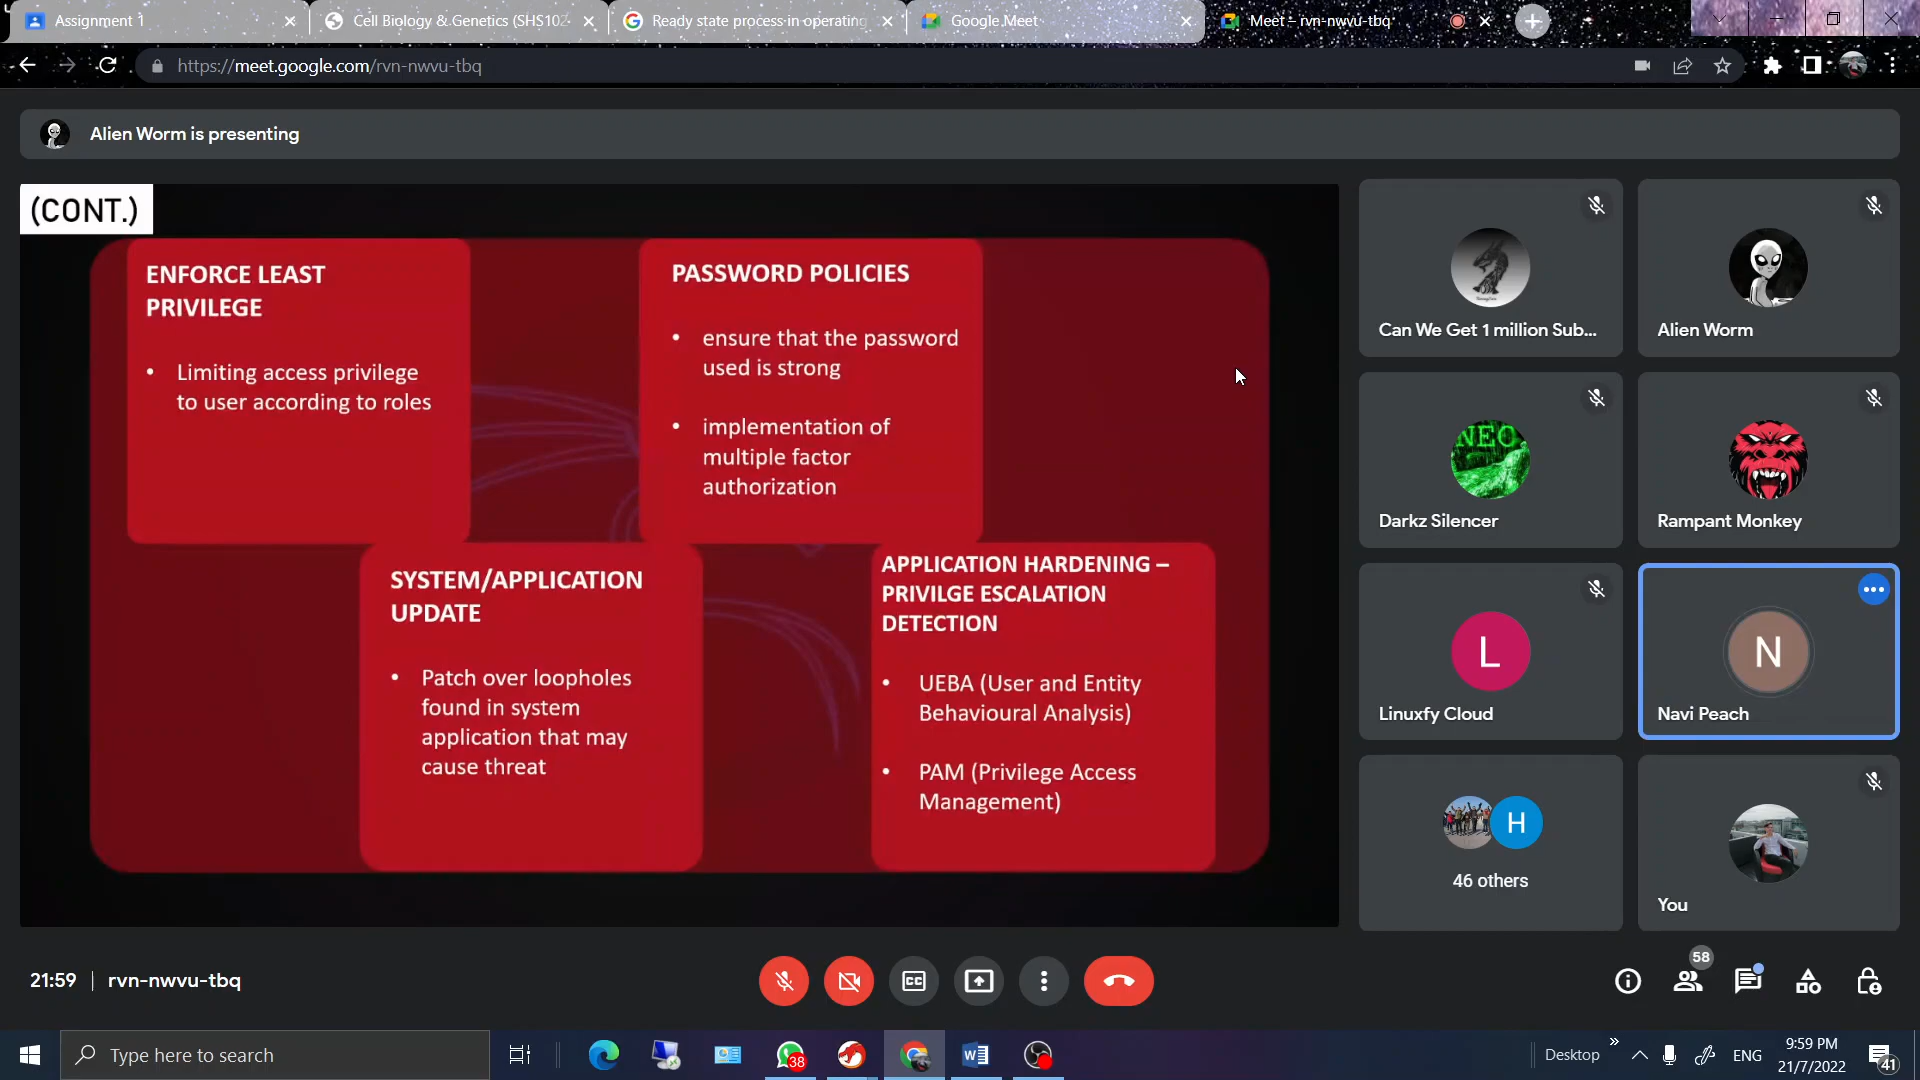 Assignment 1
Cell Biology & Genetics (SHS102
Ready state process in operating
Google Meet
Meet – rvn-nwvu-tbq
https://meet.google.com/rvn-nwvu-tbq
Alien Worm is presenting
(CONT.)
ENFORCE LEAST
PRIVILEGE
• Limiting access privilege
to user according to roles
PASSWORD POLICIES
• ensure that the password
used is strong
• implementation of
multiple factor
authorization
SYSTEM/APPLICATION
UPDATE
• Patch over loopholes
found in system
application that may
cause threat
APPLICATION HARDENING –
PRIVILGE ESCALATION
DETECTION
• UEBA (User and Entity
Behavioural Analysis)
• PAM (Privilege Access
Management)
Can We Get 1 million Sub...
Alien Worm
NEO
Darkz Silencer
Rampant Monkey
L
Linuxfy Cloud
N
Navi Peach
H
46 others
You
21:59 | rvn-nwvu-tbq
CC
58
Type here to search
38
W
Desktop
ENG
9:59 PM
21/7/2022
41